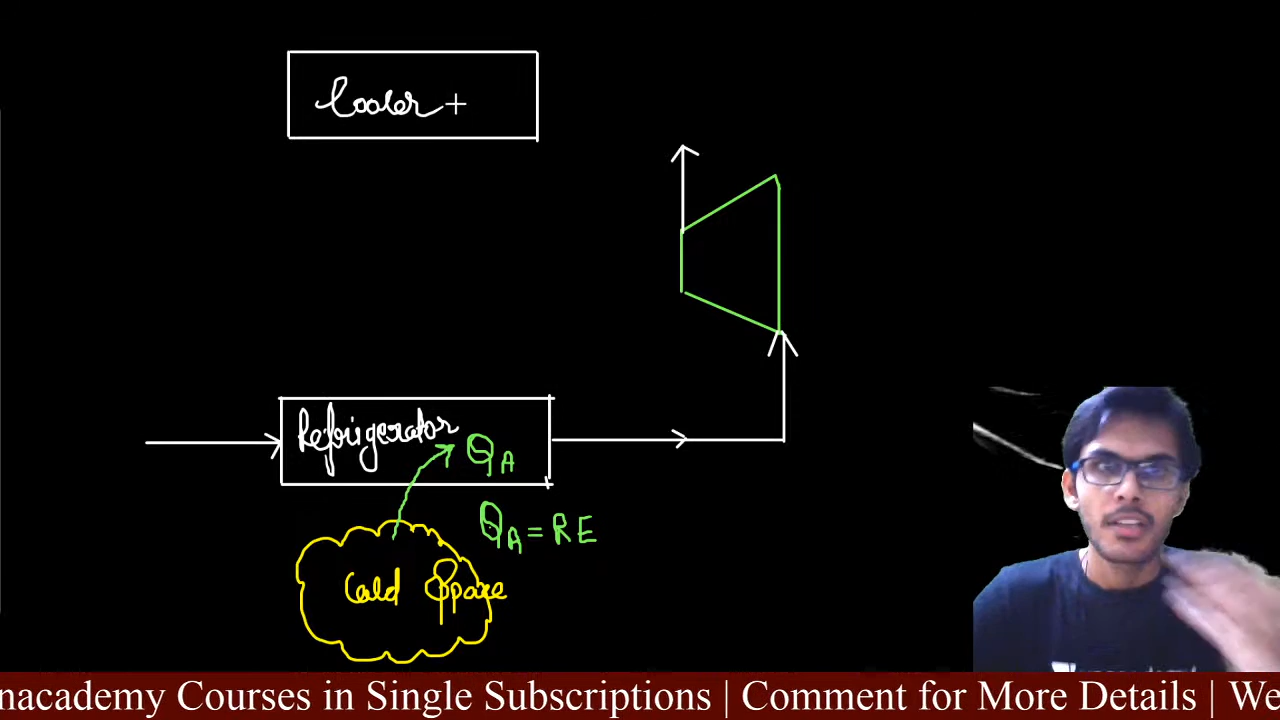 Cooler +
Refrigerator
QA
QA = RE
Cold Space
nacademy Courses in Single Subscriptions | Comment for More Details | We